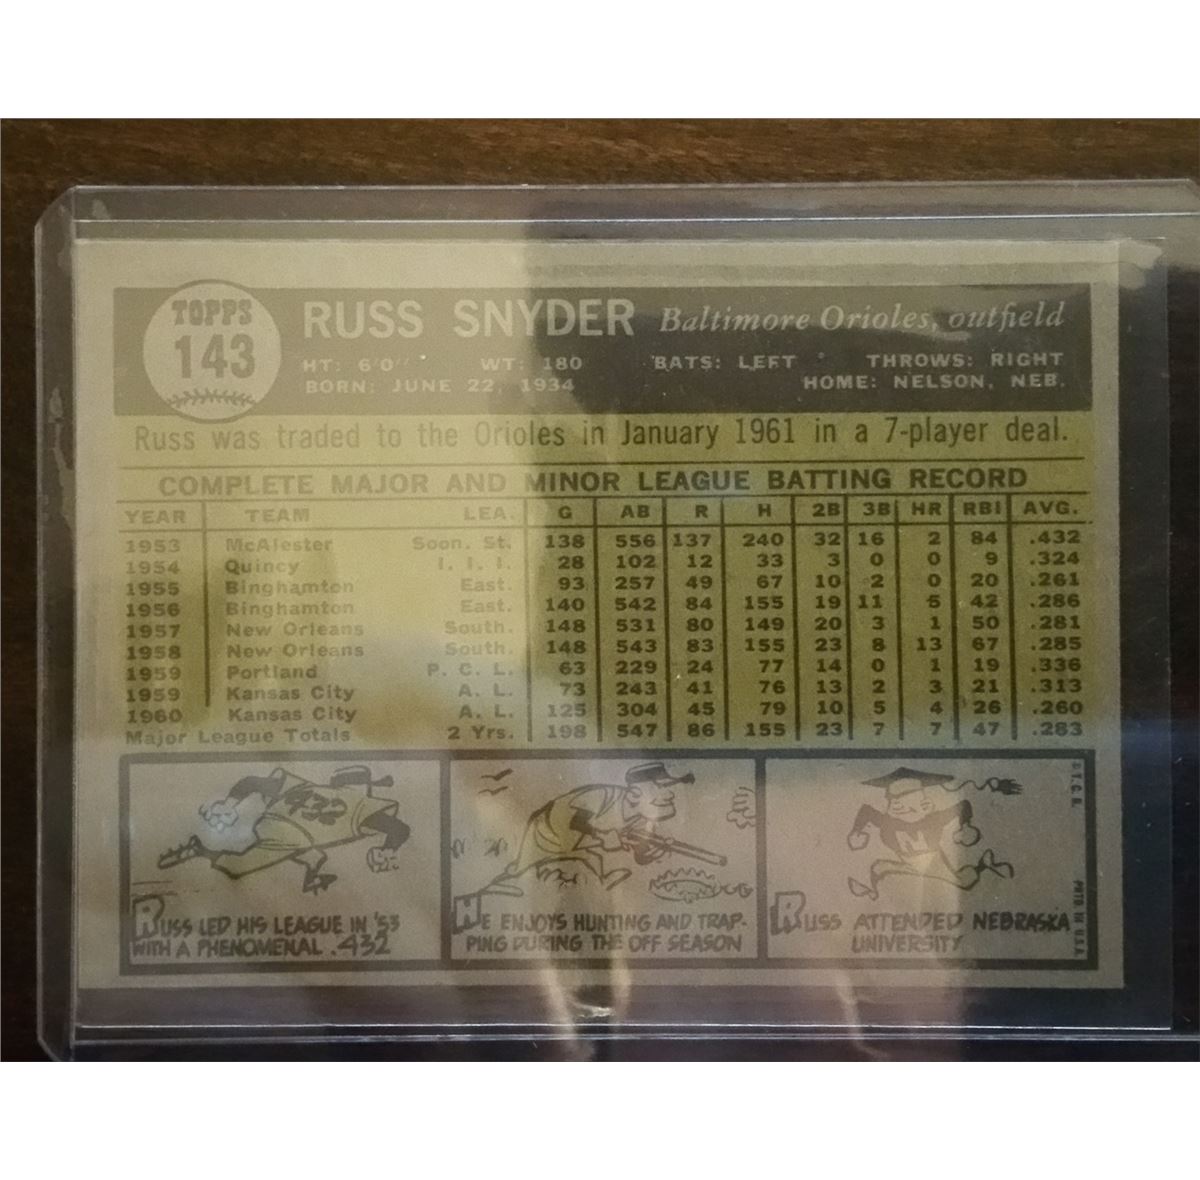 TOPPS
143
RUSS SNYDER Baltimore Orioles, outfield
HT: 6'0" WT: 180 BATS: LEFT THROWS: RIGHT
BORN: JUNE 22, 1934 HOME: NELSON, NEB.
Russ was traded to the Orioles in January 1961 in a 7-player deal.
COMPLETE MAJOR AND MINOR LEAGUE BATTING RECORD
YEAR TEAM LEA. G AB R H 2B 3B HR RBI AVG.
1953 McAlester Soon. St. 138 556 137 240 32 16 2 84 .432
1954 Quincy I. I. I. 28 102 12 33 3 0 0 9 .324
1955 Binghamton East. 93 257 49 67 10 2 0 20 .261
1956 Binghamton East. 140 542 84 155 19 11 5 42 .286
1957 New Orleans South. 148 531 80 149 20 3 1 50 .281
1958 New Orleans South. 148 543 83 155 23 8 13 67 .285
1959 Portland P. C. L. 63 229 24 77 14 0 1 19 .336
1959 Kansas City A. L. 73 243 41 76 13 2 3 21 .313
1960 Kansas City A. L. 125 304 45 79 10 5 4 26 .260
Major League Totals 2 Yrs. 198 547 86 155 23 7 7 47 .283
432
RUSS LED HIS LEAGUE IN '53
WITH A PHENOMENAL .432
HE ENJOYS HUNTING AND TRAP-
PING DURING THE OFF SEASON
N
RUSS ATTENDED NEBRASKA
UNIVERSITY
© T.C.G.
PRTD. IN U.S.A.